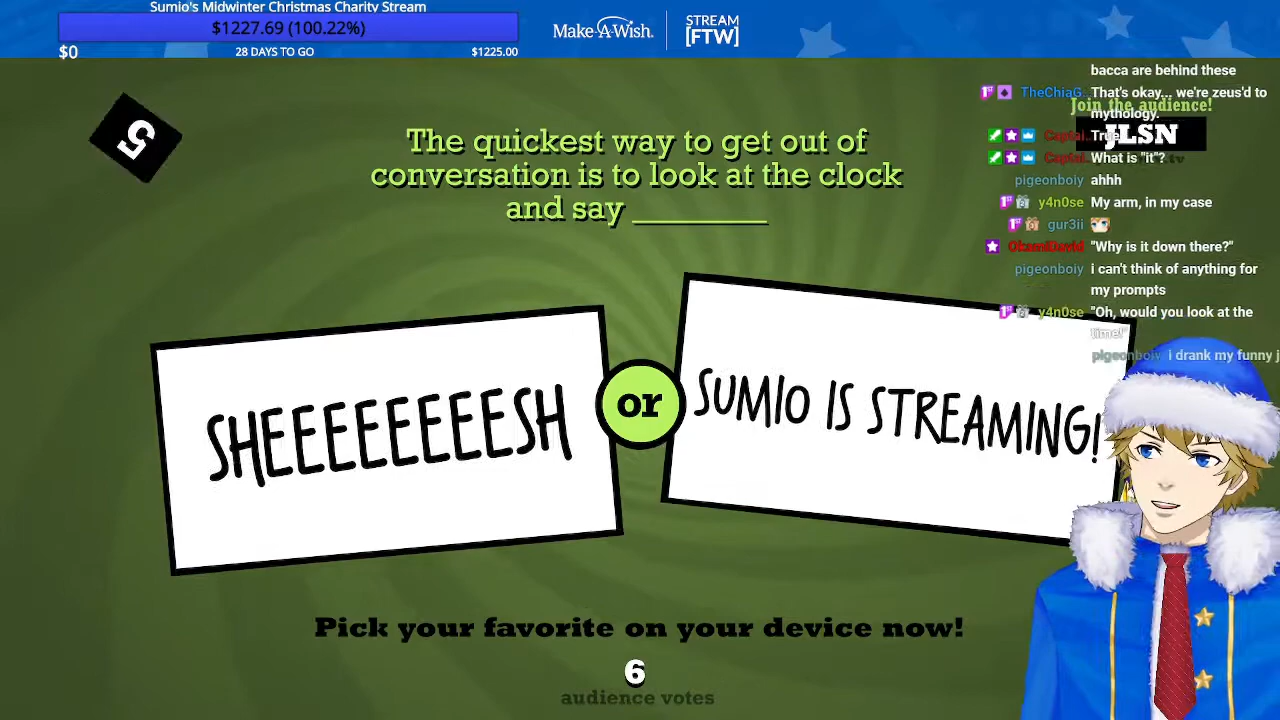 Sumio's Midwinter Christmas Charity Stream
$1227.69 (100.22%)
$0
28 DAYS TO GO
$1225.00
Make-A-Wish.
STREAM
[FTW]
5
The quickest way to get out of
conversation is to look at the clock
and say ________
SHEEEEEEEEESH
or
SUMIO IS STREAMING!
Pick your favorite on your device now!
6
audience votes
Join the audience!
JLSN
bacca are behind these
TheChiaG.. That's okay... we're zeus'd to
mythology.
Captai.. True
Captai.. What is "it"?
pigeonboiy ahhh
y4n0se My arm, in my case
gur3ii
OkamiDavid "Why is it down there?"
pigeonboiy i can't think of anything for
my prompts
y4n0se "Oh, would you look at the
time!"
pigeonboiy i drank my funny j